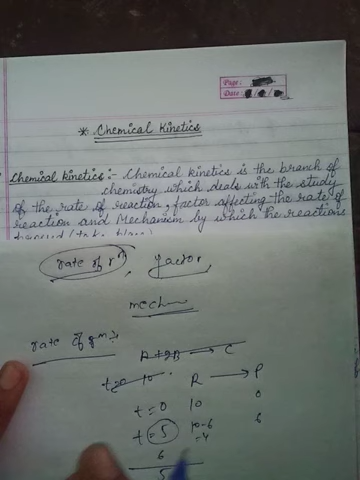 Page:
Date:
* Chemical Kinetics
Chemical kinetics :- Chemical kinetics is the branch of
chemistry which deals with the study
of the rate of reaction, factor affecting the rate of
reaction and Mechanism by which the reactions
rate of rxn, factor,
mech
rate of rxn :-
A + 2B → C
t=0 10
R → P
t = 0 10 0
t = 5 10-6 6
= 4
6
5